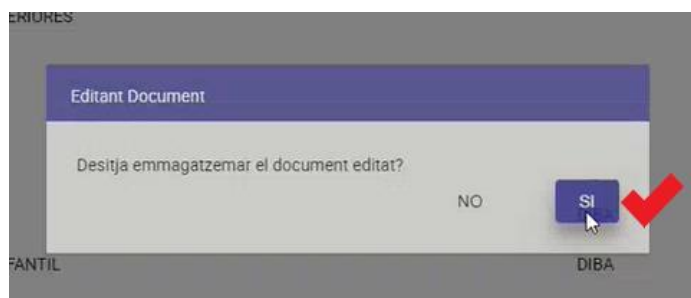 ERIORES
Editant Document
Desitja emmagatzemar el document editat?
NO SI
FANTIL DIBA